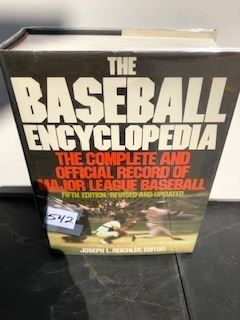 THE
BASEBALL
ENCYCLOPEDIA
THE COMPLETE AND
OFFICIAL RECORD OF
MAJOR LEAGUE BASEBALL
FIFTH EDITION, REVISED AND UPDATED
542
JOSEPH L. REICHLER, EDITOR